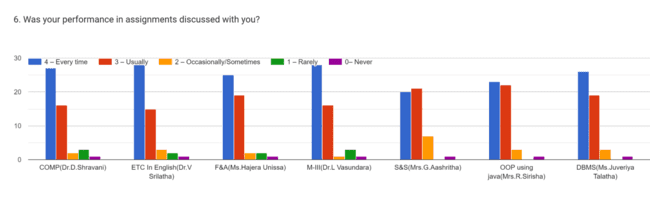 6. Was your performance in assignments discussed with you?
4 – Every time 3 – Usually 2 – Occasionally/Sometimes 1 – Rarely 0– Never
30
20
10
0
COMP(Dr.D.Shravani) ETC In English(Dr.V Srilatha) F&A(Ms.Hajera Unissa) M-III(Dr.L Vasundara) S&S(Mrs.G.Aashritha) OOP using java(Mrs.R.Sirisha) DBMS(Ms.Juveriya Talatha)